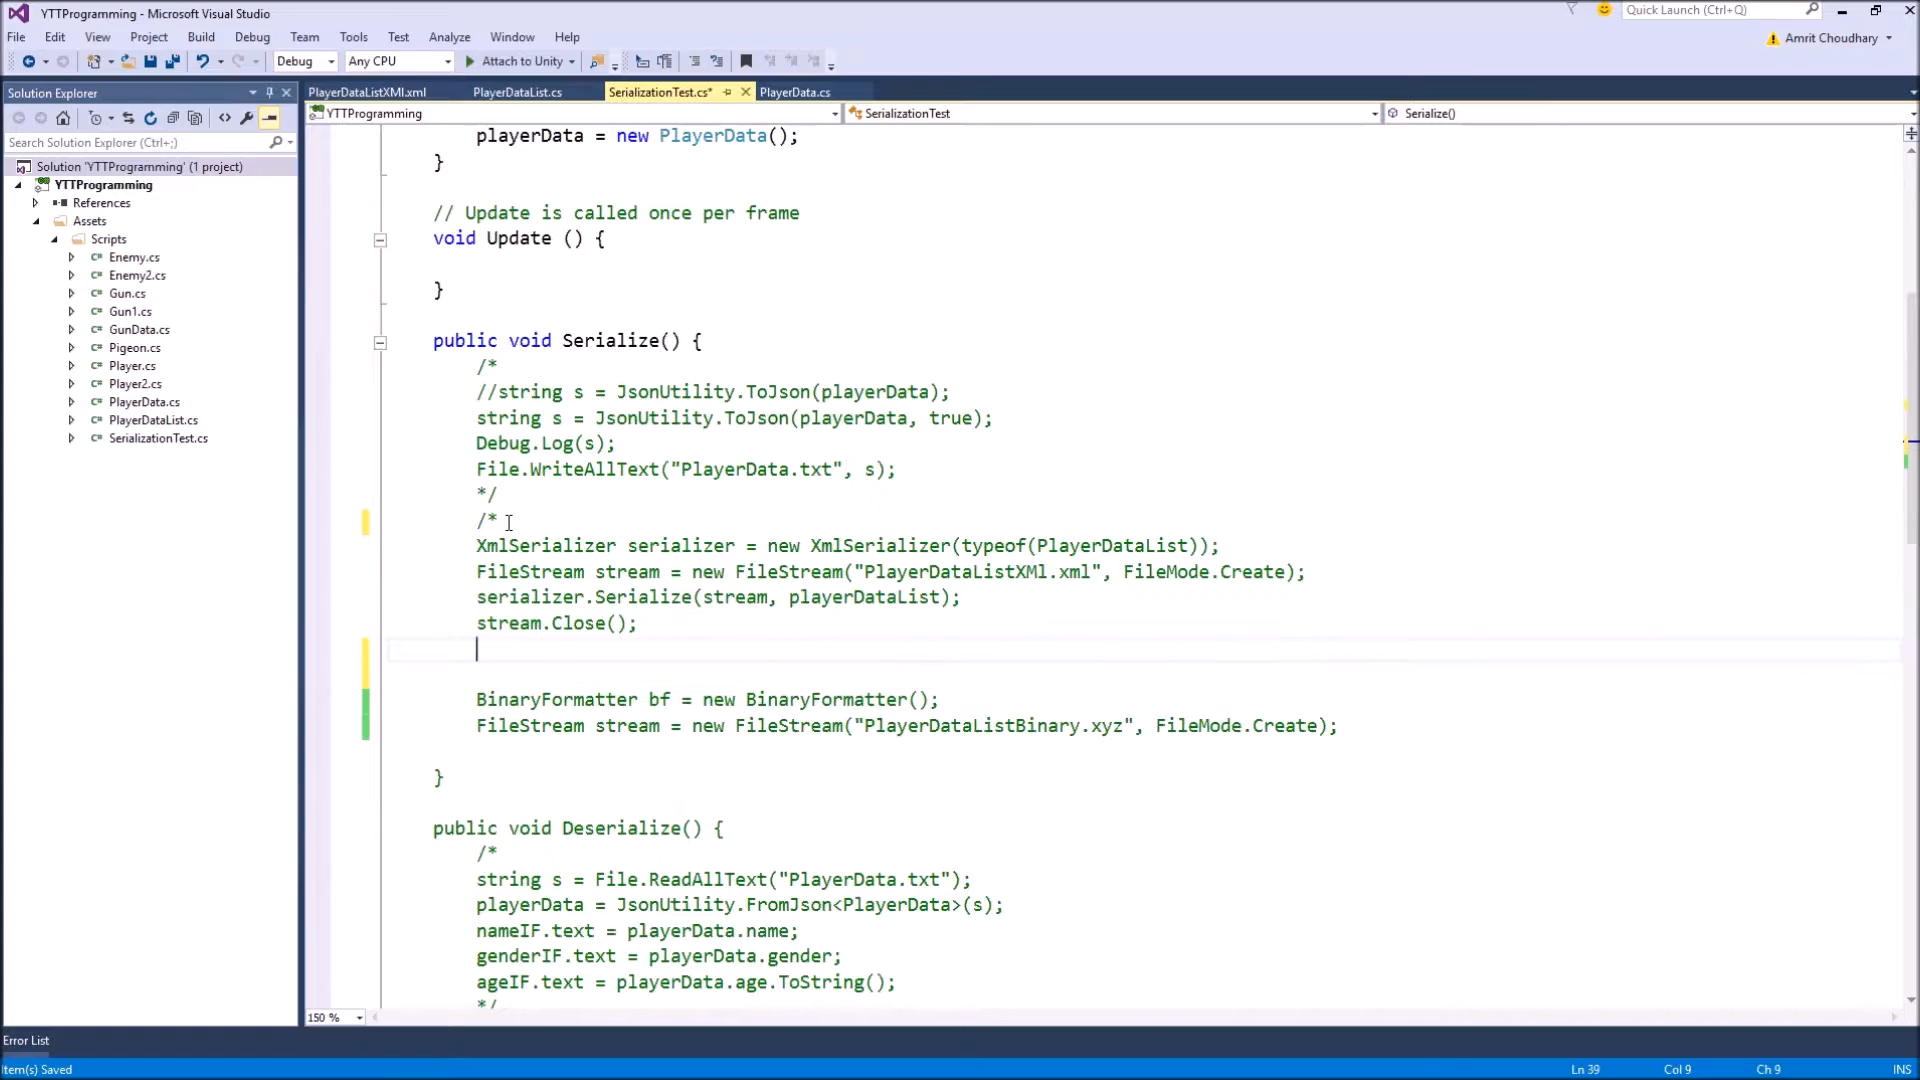 YTTProgramming - Microsoft Visual Studio
Quick Launch (Ctrl+Q)
File Edit View Project Build Debug Team Tools Test Analyze Window Help
Amrit Choudhary
Debug Any CPU Attach to Unity
Solution Explorer
PlayerDataListXMl.xml PlayerDataList.cs SerializationTest.cs* PlayerData.cs
YTTProgramming SerializationTest Serialize()
Search Solution Explorer (Ctrl+;)
Solution 'YTTProgramming' (1 project)
YTTProgramming
References
Assets
Scripts
Enemy.cs
Enemy2.cs
Gun.cs
Gun1.cs
GunData.cs
Pigeon.cs
Player.cs
Player2.cs
PlayerData.cs
PlayerDataList.cs
SerializationTest.cs
playerData = new PlayerData();
}
// Update is called once per frame
void Update () {
}
public void Serialize() {
/*
//string s = JsonUtility.ToJson(playerData);
string s = JsonUtility.ToJson(playerData, true);
Debug.Log(s);
File.WriteAllText("PlayerData.txt", s);
*/
/*
XmlSerializer serializer = new XmlSerializer(typeof(PlayerDataList));
FileStream stream = new FileStream("PlayerDataListXMl.xml", FileMode.Create);
serializer.Serialize(stream, playerDataList);
stream.Close();
BinaryFormatter bf = new BinaryFormatter();
FileStream stream = new FileStream("PlayerDataListBinary.xyz", FileMode.Create);
}
public void Deserialize() {
/*
string s = File.ReadAllText("PlayerData.txt");
playerData = JsonUtility.FromJson<PlayerData>(s);
nameIF.text = playerData.name;
genderIF.text = playerData.gender;
ageIF.text = playerData.age.ToString();
*/
150 %
Error List
Item(s) Saved Ln 39 Col 9 Ch 9 INS